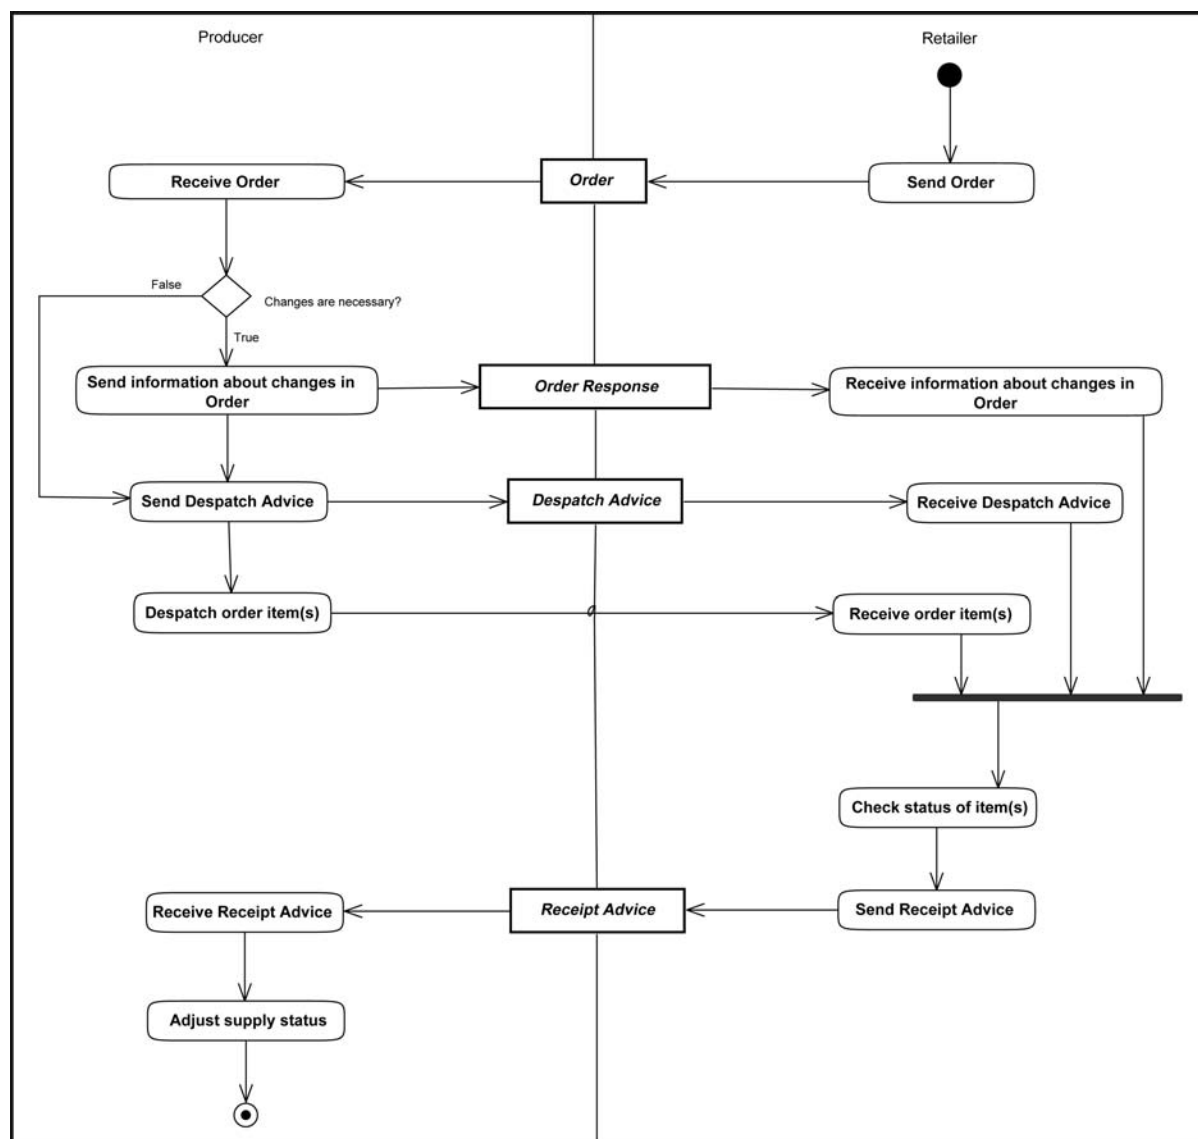 Producer
Retailer
Receive Order
Order
Send Order
False
Changes are necessary?
True
Send information about changes in
Order
Order Response
Receive information about changes in
Order
Send Despatch Advice
Despatch Advice
Receive Despatch Advice
Despatch order item(s)
Receive order item(s)
Check status of item(s)
Receive Receipt Advice
Receipt Advice
Send Receipt Advice
Adjust supply status